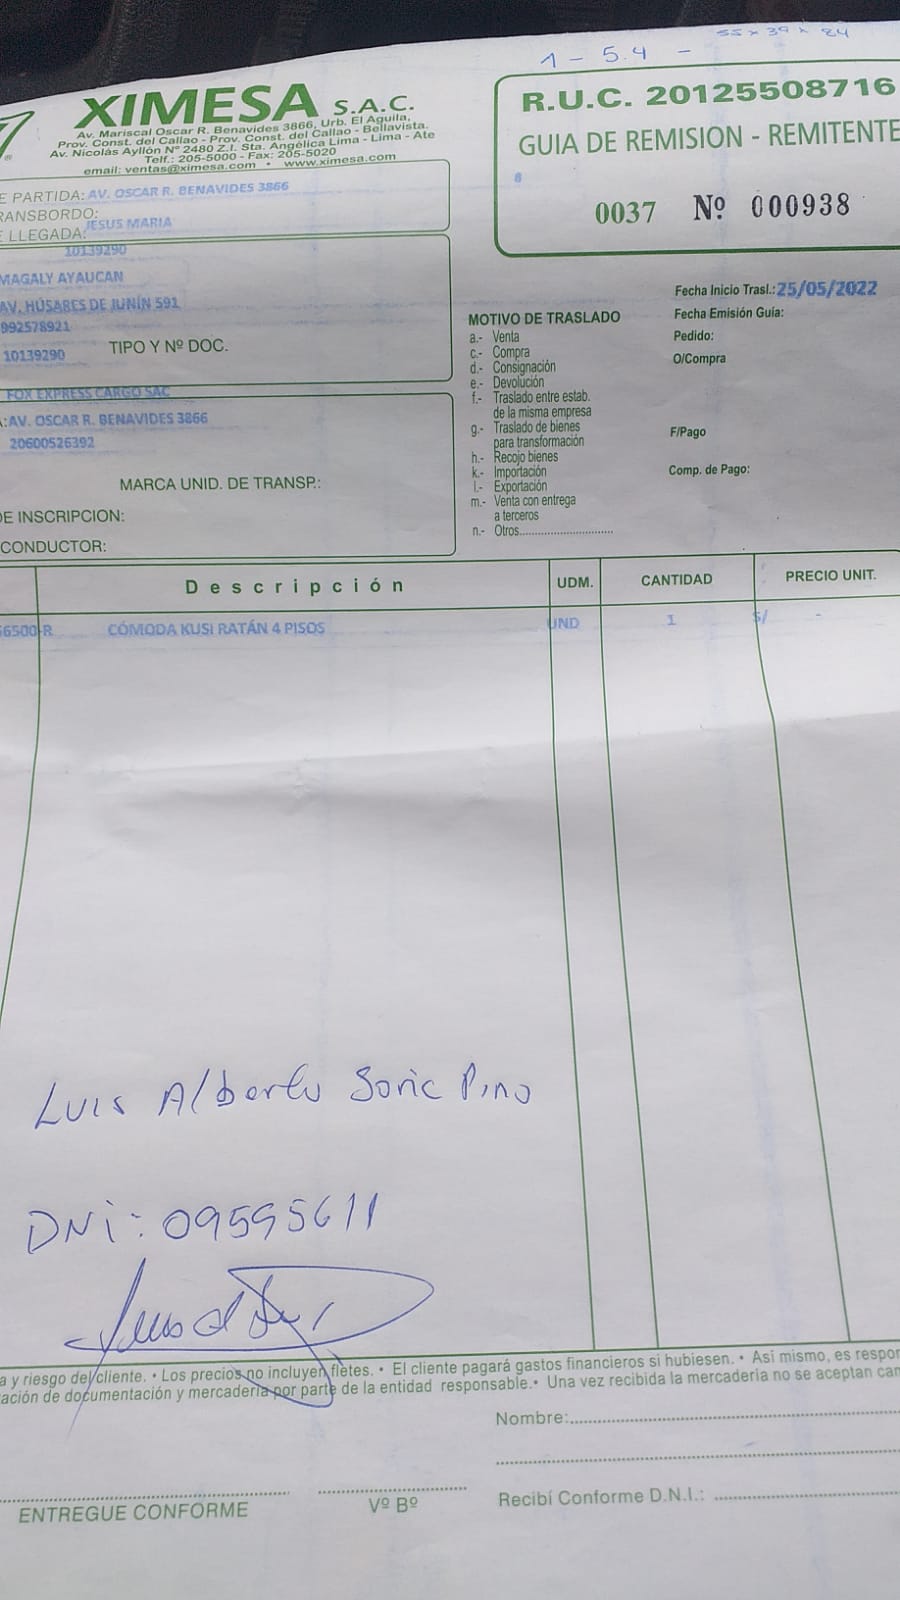 1 - 5.4 - 55 x 39 x 84
XIMESA S.A.C.
Av. Mariscal Oscar R. Benavides 3866, Urb. El Aguila,
Prov. Const. del Callao - Prov. Const. del Callao - Bellavista.
Av. Nicolás Ayllón Nº 2480 Z.I. Sta. Angélica Lima - Lima - Ate
Telf.: 205-5000 - Fax: 205-5020
email: ventas@ximesa.com • www.ximesa.com
R.U.C. 20125508716
GUIA DE REMISION - REMITENTE
0037 Nº 000938
E PARTIDA: AV. OSCAR R. BENAVIDES 3866
RANSBORDO:
E LLEGADA: JESUS MARIA
10139290
MAGALY AYAUCAN
AV. HÚSARES DE JUNÍN 591
992578921
10139290 TIPO Y Nº DOC.
FOX EXPRESS CARGO SAC
A: AV. OSCAR R. BENAVIDES 3866
20600526392
MARCA UNID. DE TRANSP.:
DE INSCRIPCION:
CONDUCTOR:
MOTIVO DE TRASLADO
a.- Venta
c.- Compra
d.- Consignación
e.- Devolución
f.- Traslado entre estab.
de la misma empresa
g.- Traslado de bienes
para transformación
h.- Recojo bienes
k.- Importación
l.- Exportación
m.- Venta con entrega
a terceros
n.- Otros..............................
Fecha Inicio Trasl.: 25/05/2022
Fecha Emisión Guía:
Pedido:
O/Compra
F/Pago
Comp. de Pago:
Descripción UDM. CANTIDAD PRECIO UNIT.
56500-R CÓMODA KUSI RATÁN 4 PISOS UND 1 S/ -
Luis Alberto Soric Pino
DNi: 09595611
a y riesgo del cliente. • Los precios no incluyen fletes. • El cliente pagará gastos financieros si hubiesen. • Así mismo, es respor
ación de documentación y mercadería por parte de la entidad responsable. • Una vez recibida la mercadería no se aceptan can
Nombre:
ENTREGUE CONFORME
Vº Bº
Recibí Conforme D.N.I.: